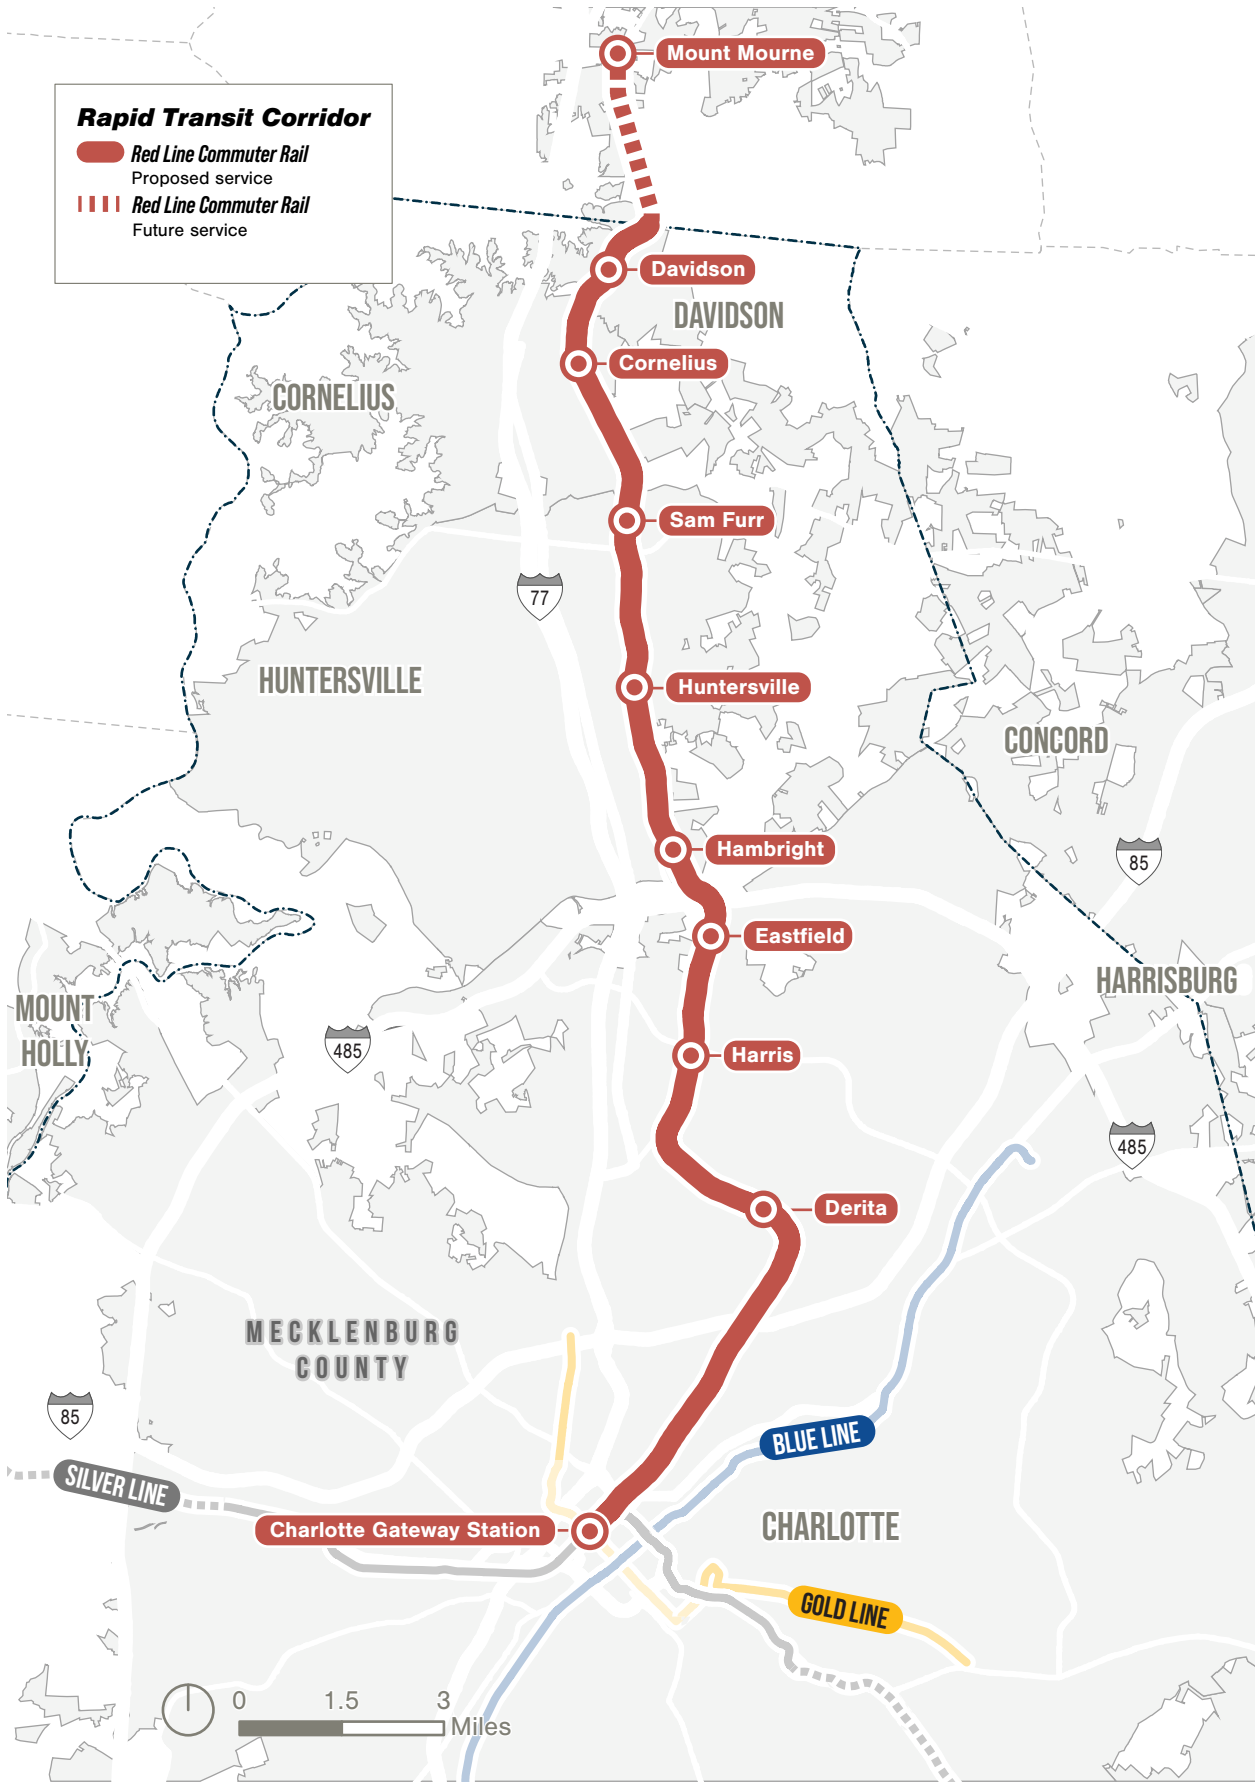 Mount Mourne
Rapid Transit Corridor
Red Line Commuter Rail
Proposed service
Red Line Commuter Rail
Future service
Davidson
DAVIDSON
Cornelius
CORNELIUS
Sam Furr
77
HUNTERSVILLE
Huntersville
CONCORD
Hambright
85
Eastfield
HARRISBURG
MOUNT
HOLLY
485
Harris
485
Derita
MECKLENBURG
COUNTY
85
BLUE LINE
SILVER LINE
Charlotte Gateway Station
CHARLOTTE
GOLD LINE
0 1.5 3
Miles